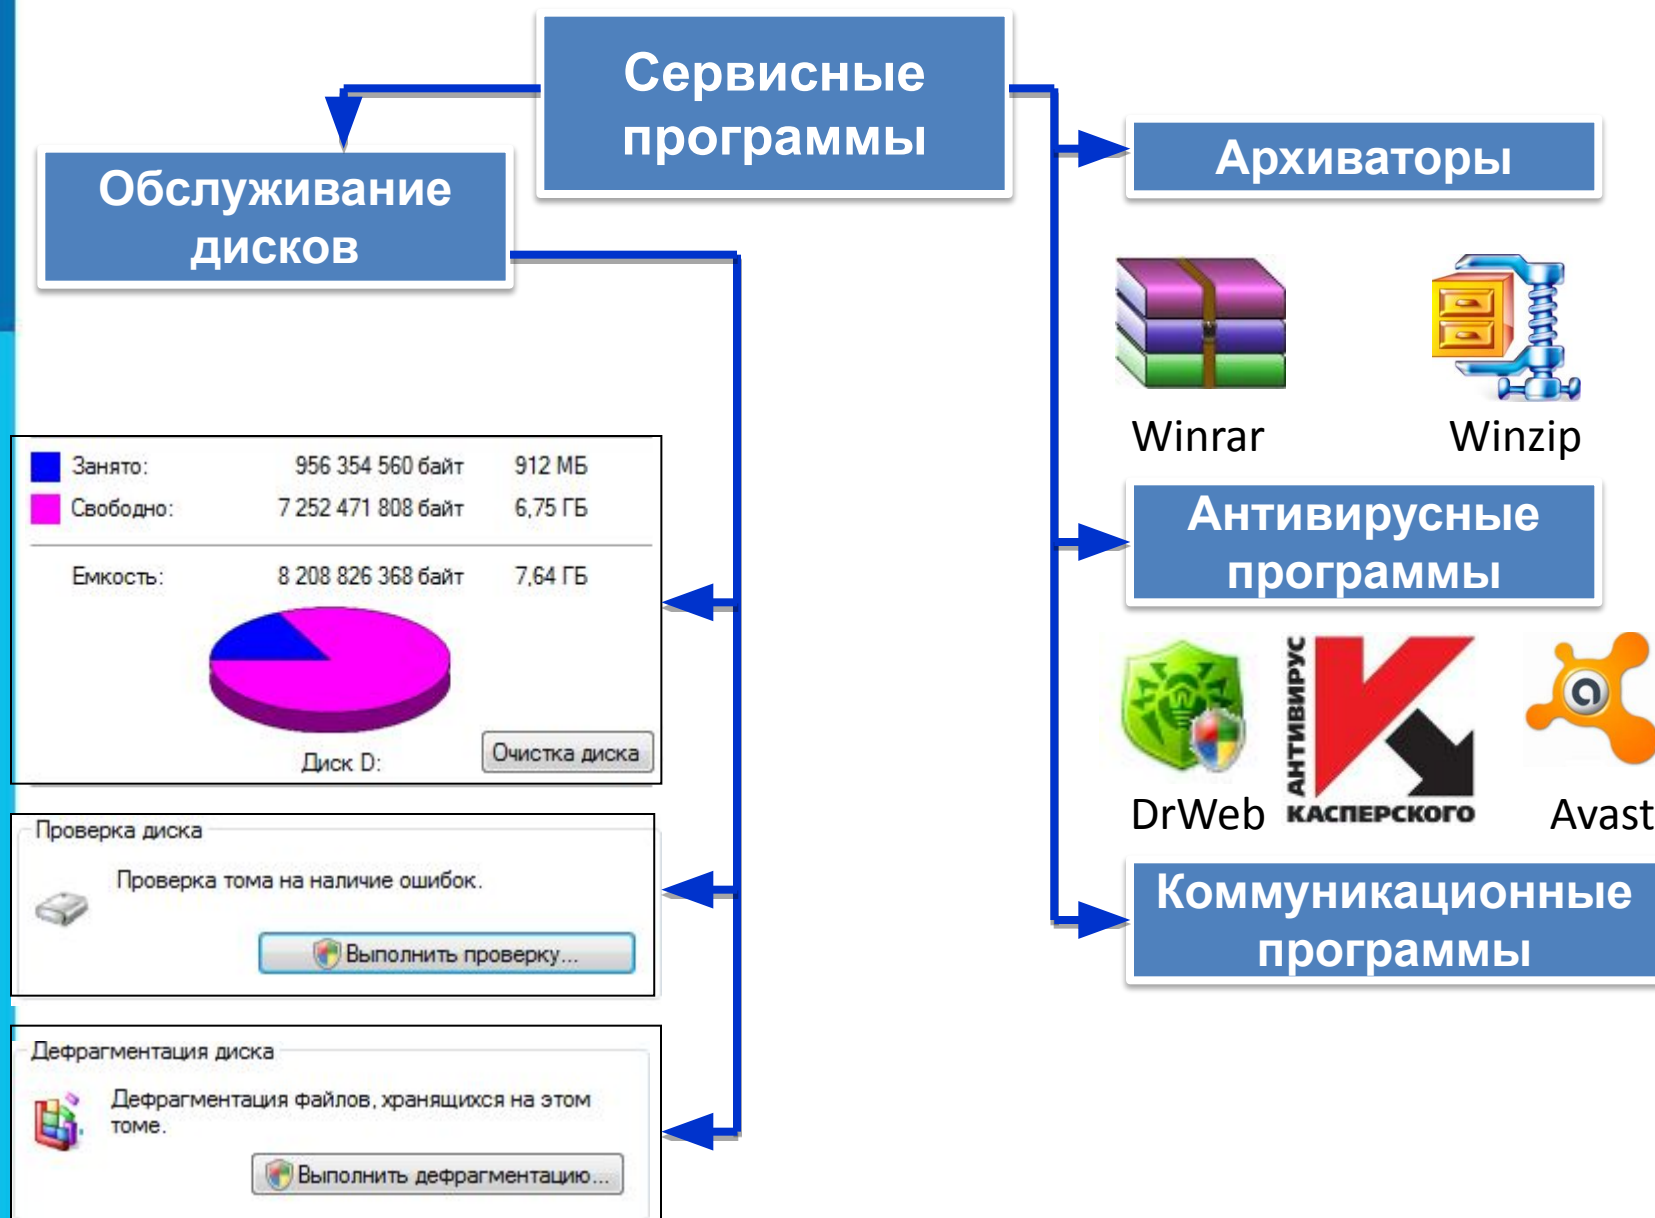 Сервисные
программы
Обслуживание
дисков
Занято: 956 354 560 байт 912 МБ
Свободно: 7 252 471 808 байт 6,75 ГБ
Емкость: 8 208 826 368 байт 7,64 ГБ
Диск D:
Очистка диска
Проверка диска
Проверка тома на наличие ошибок.
Выполнить проверку...
Дефрагментация диска
Дефрагментация файлов, хранящихся на этом
томе.
Выполнить дефрагментацию...
Архиваторы
Winrar Winzip
Антивирусные
программы
АНТИВИРУС
КАСПЕРСКОГО
a
DrWeb Avast
Коммуникационные
программы